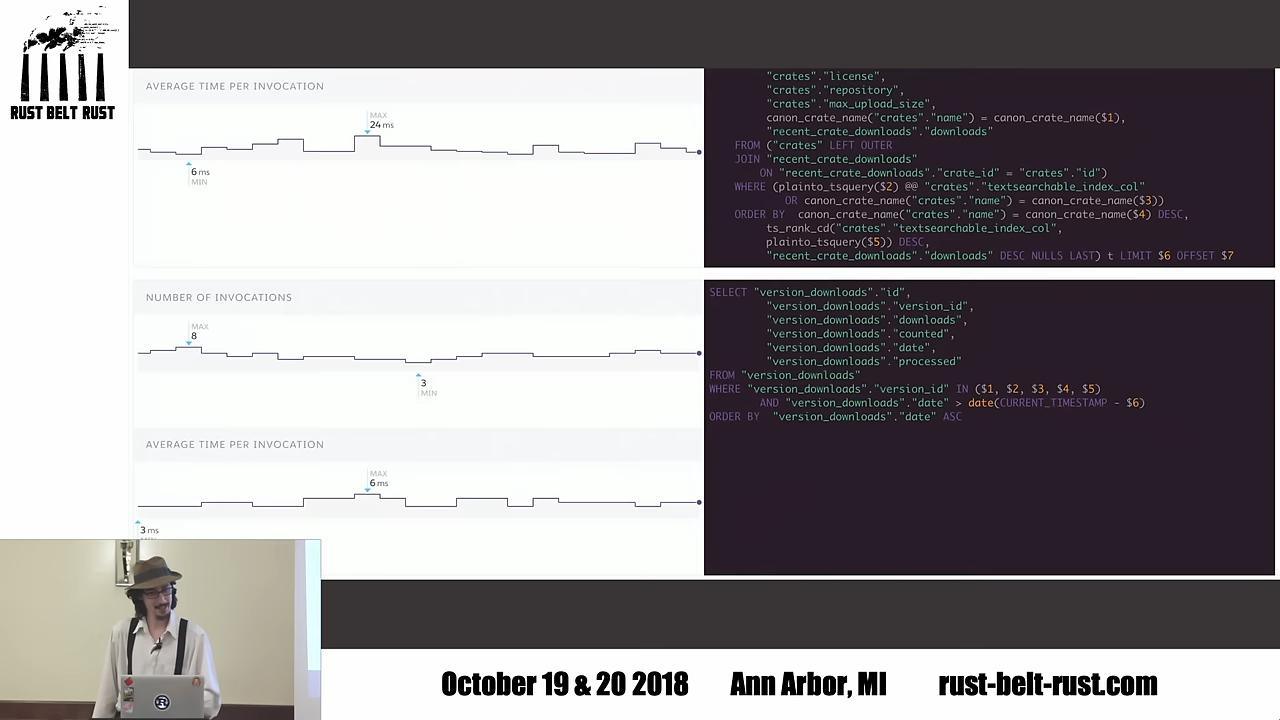 RUST BELT RUST
AVERAGE TIME PER INVOCATION
MAX
24 ms
6 ms
MIN
"crates"."license",
"crates"."repository",
"crates"."max_upload_size",
canon_crate_name("crates"."name") = canon_crate_name($1),
"recent_crate_downloads"."downloads"
FROM ("crates" LEFT OUTER
JOIN "recent_crate_downloads"
ON "recent_crate_downloads"."crate_id" = "crates"."id")
WHERE (plainto_tsquery($2) @@ "crates"."textsearchable_index_col"
OR canon_crate_name("crates"."name") = canon_crate_name($3))
ORDER BY  canon_crate_name("crates"."name") = canon_crate_name($4) DESC,
ts_rank_cd("crates"."textsearchable_index_col",
plainto_tsquery($5)) DESC,
"recent_crate_downloads"."downloads" DESC NULLS LAST) t LIMIT $6 OFFSET $7
NUMBER OF INVOCATIONS
MAX
8
3
MIN
AVERAGE TIME PER INVOCATION
MAX
6 ms
3 ms
SELECT "version_downloads"."id",
"version_downloads"."version_id",
"version_downloads"."downloads",
"version_downloads"."counted",
"version_downloads"."date",
"version_downloads"."processed"
FROM "version_downloads"
WHERE "version_downloads"."version_id" IN ($1, $2, $3, $4, $5)
AND "version_downloads"."date" > date(CURRENT_TIMESTAMP - $6)
ORDER BY  "version_downloads"."date" ASC
October 19 & 20 2018 Ann Arbor, MI rust-belt-rust.com